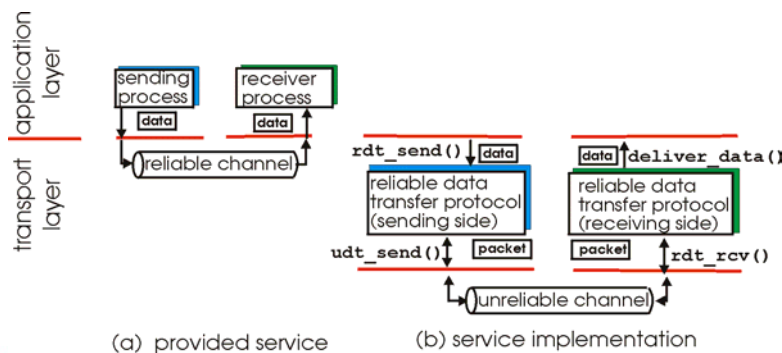 application
layer
transport
layer
sending
process
receiver
process
data
data
reliable channel
rdt_send()
data
data
deliver_data()
reliable data
transfer protocol
(sending side)
reliable data
transfer protocol
(receiving side)
udt_send()
packet
packet
rdt_rcv()
unreliable channel
(a) provided service
(b) service implementation